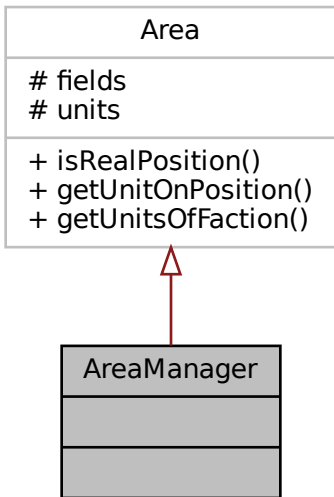 Area
# fields
# units
+ isRealPosition()
+ getUnitOnPosition()
+ getUnitsOfFaction()
AreaManager